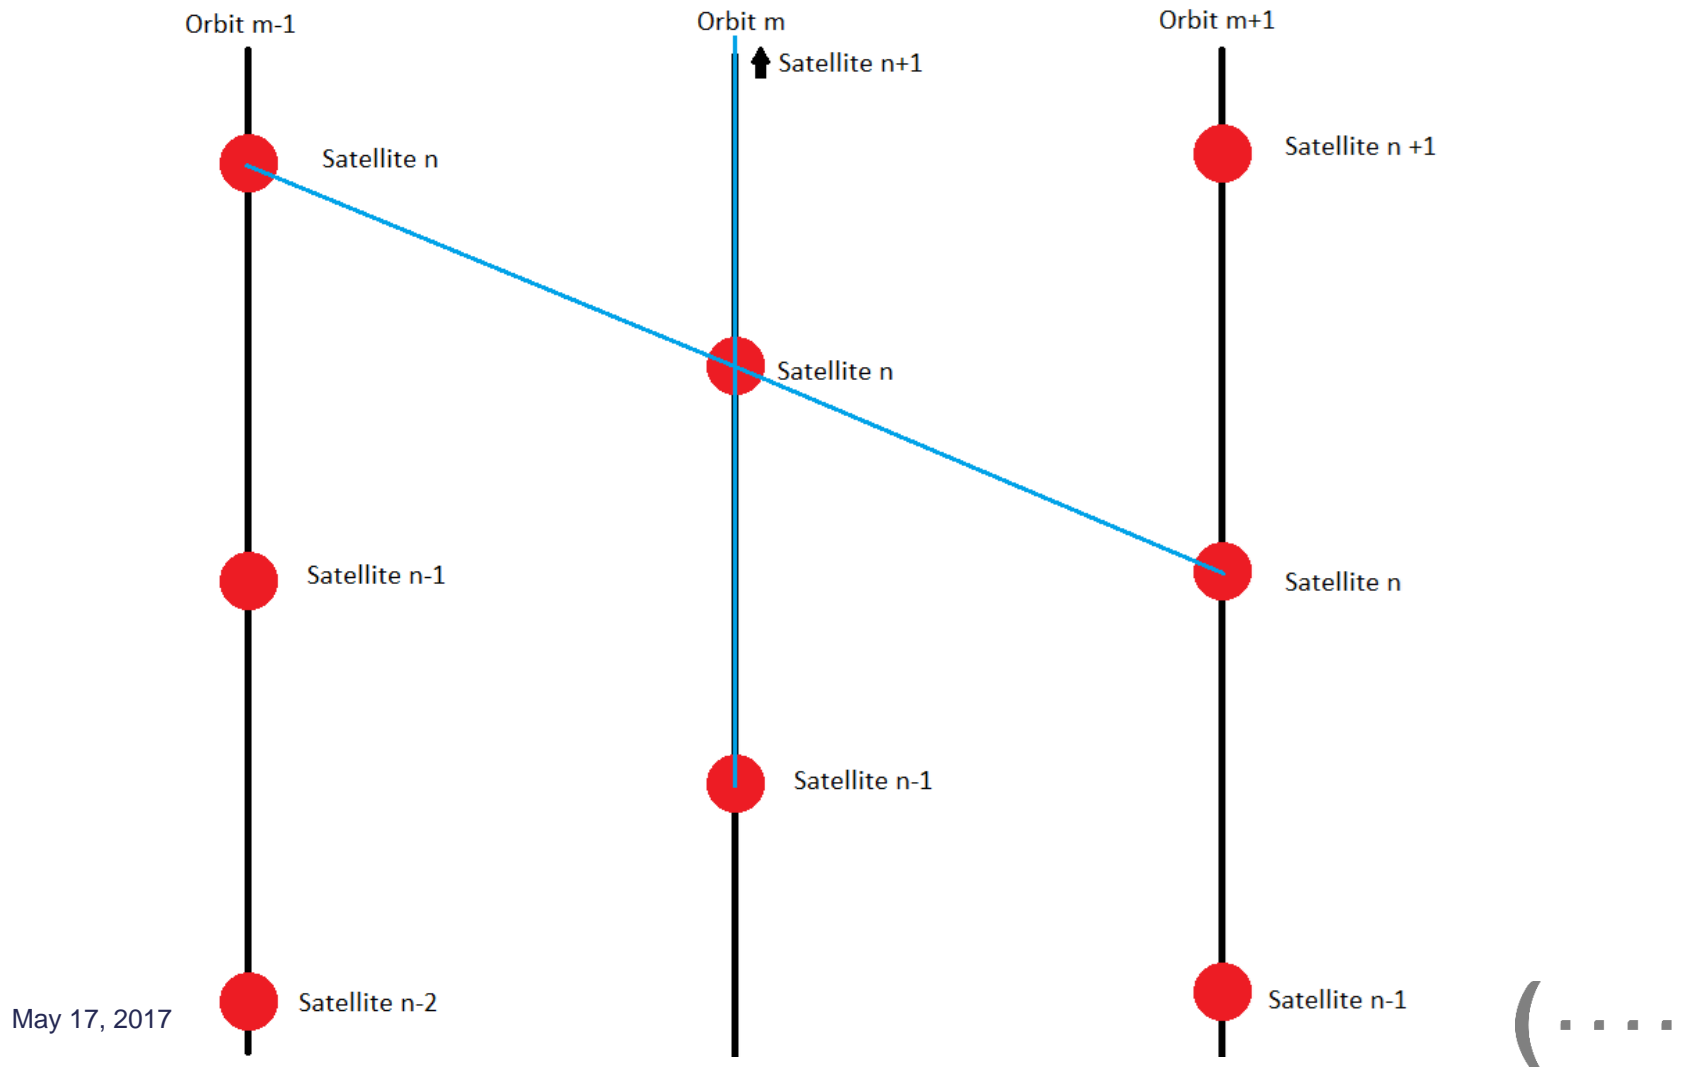 Orbit m-1
Orbit m
Orbit m+1
Satellite n+1
Satellite n
Satellite n +1
Satellite n
Satellite n-1
Satellite n
Satellite n-1
Satellite n-2
Satellite n-1
May 17, 2017